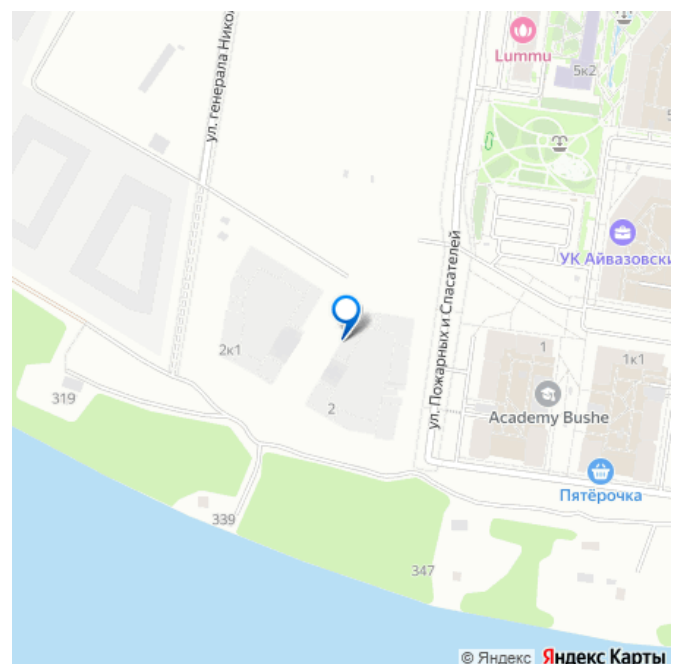 Lummu
5к2
ул. генерала Нико
УК Айвазовски
ул. Пожарных и Спасателей
2к1
1
1к1
319
2
Academy Bushe
Пятёрочка
339
347
© Яндекс Яндекс Карты